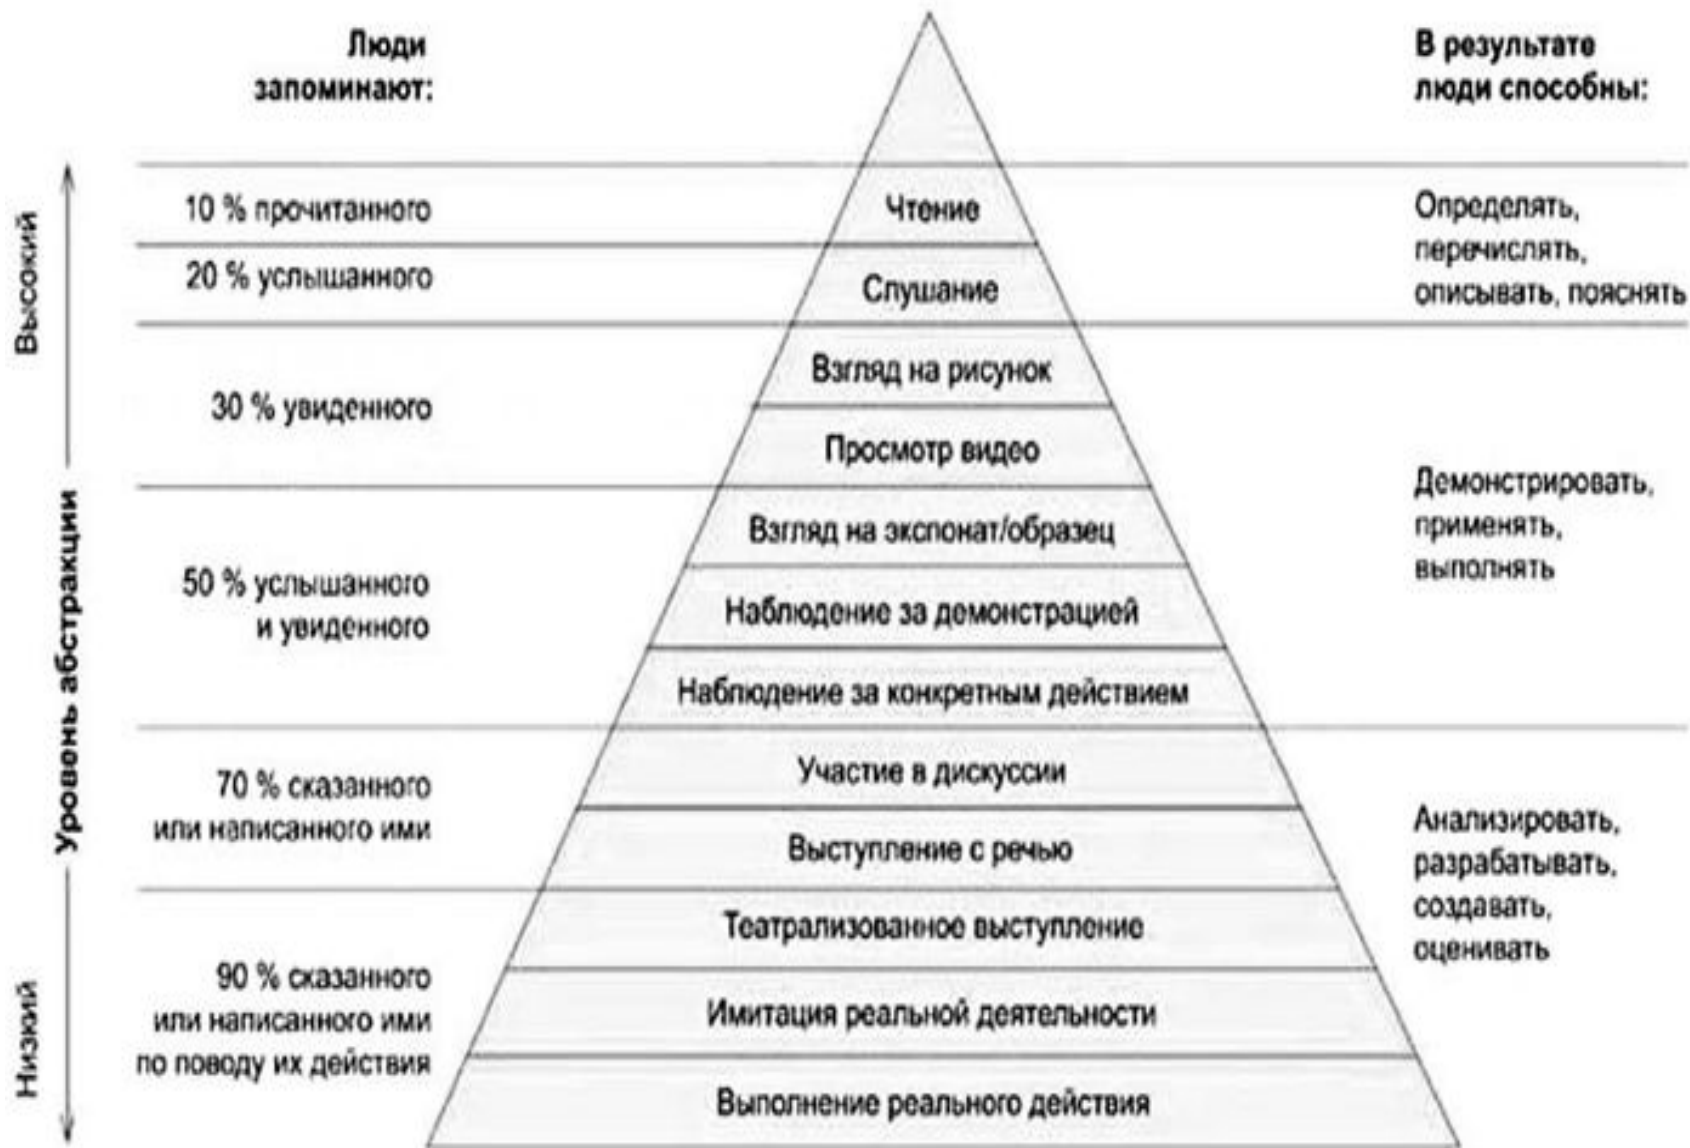 Люди
запоминают:
В результате
люди способны:
Высокий
Уровень абстракции
Низкий
10 % прочитанного
20 % услышанного
30 % увиденного
50 % услышанного
и увиденного
70 % сказанного
или написанного ими
90 % сказанного
или написанного ими
по поводу их действия
Чтение
Слушание
Взгляд на рисунок
Просмотр видео
Взгляд на экспонат/образец
Наблюдение за демонстрацией
Наблюдение за конкретным действием
Участие в дискуссии
Выступление с речью
Театрализованное выступление
Имитация реальной деятельности
Выполнение реального действия
Определять,
перечислять,
описывать, пояснять
Демонстрировать,
применять,
выполнять
Анализировать,
разрабатывать,
создавать,
оценивать